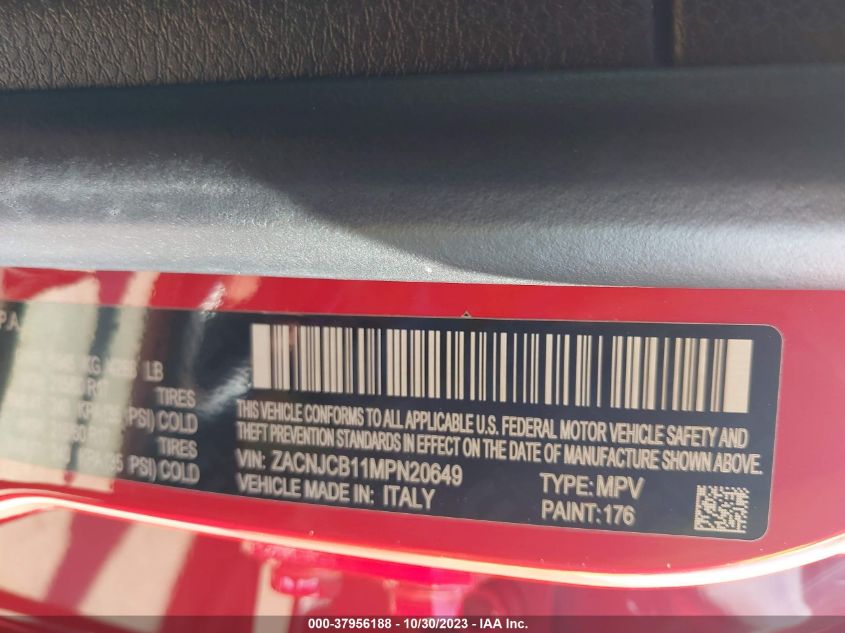 LB
TIRES
(PSI) COLD
TIRES
PSI) COLD
THIS VEHICLE CONFORMS TO ALL APPLICABLE U.S. FEDERAL MOTOR VEHICLE SAFETY AND
THEFT PREVENTION STANDARDS IN EFFECT ON THE DATE OF MANUFACTURE SHOWN ABOVE.
VIN: ZACNJCB11MPN20649
VEHICLE MADE IN: ITALY
TYPE: MPV
PAINT: 176
000-37956188 - 10/30/2023 - IAA Inc.